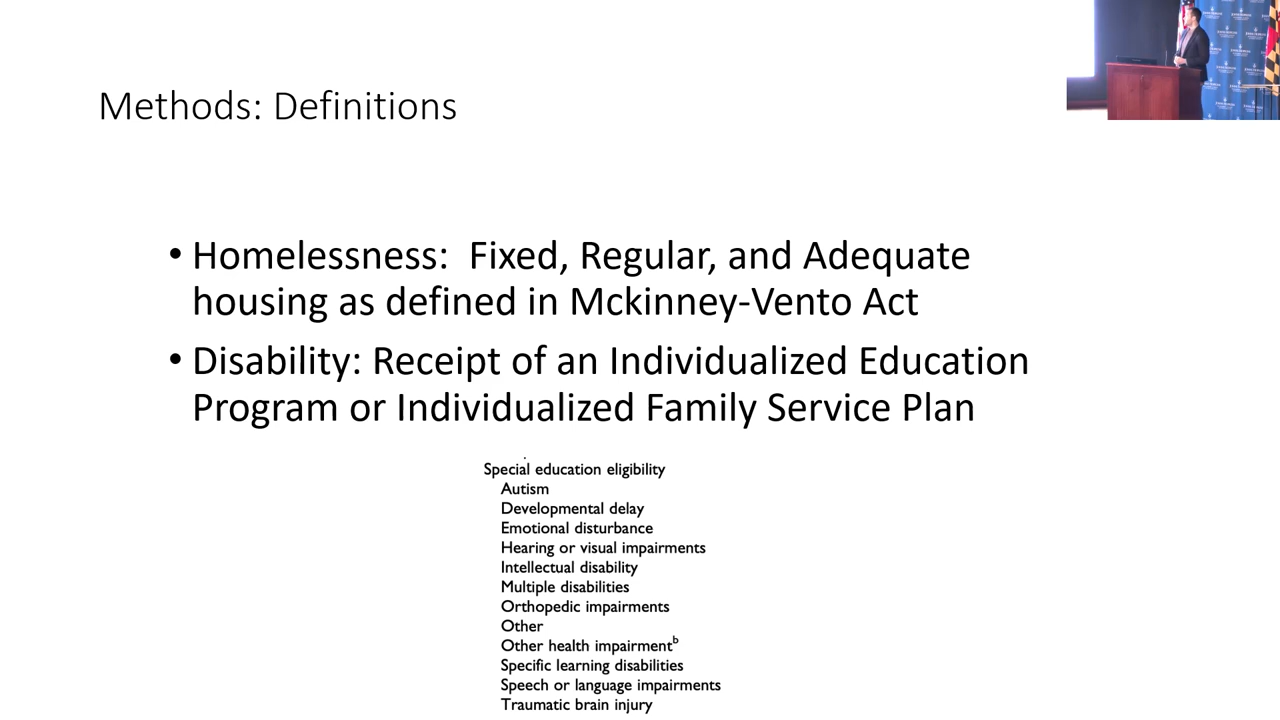 Methods: Definitions
• Homelessness:  Fixed, Regular, and Adequate
housing as defined in Mckinney-Vento Act
• Disability: Receipt of an Individualized Education
Program or Individualized Family Service Plan
Special education eligibility
Autism
Developmental delay
Emotional disturbance
Hearing or visual impairments
Intellectual disability
Multiple disabilities
Orthopedic impairments
Other
Other health impairmentᵇ
Specific learning disabilities
Speech or language impairments
Traumatic brain injury